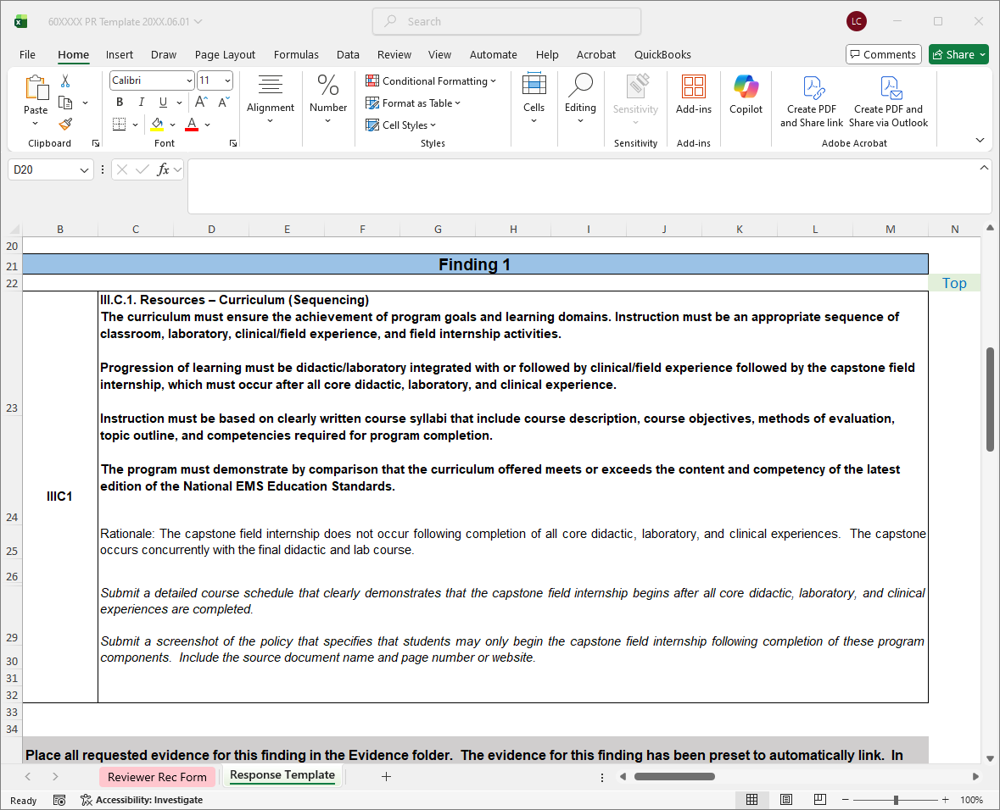 60XXXX PR Template 20XX.06.01
Search
LC
File Home Insert Draw Page Layout Formulas Data Review View Automate Help Acrobat QuickBooks
Comments Share
Calibri 11
Paste
B I U A A
A
Clipboard Font
Alignment
Number
Conditional Formatting
Format as Table
Cell Styles
Styles
Cells
Editing
Sensitivity
Sensitivity
Add-ins
Add-ins
Copilot
Create PDF
and Share link
Create PDF and
Share via Outlook
Adobe Acrobat
D20 fx
B C D E F G H I J K L M N
20
21 Finding 1
22 Top
III.C.1. Resources – Curriculum (Sequencing)
The curriculum must ensure the achievement of program goals and learning domains. Instruction must be an appropriate sequence of
classroom, laboratory, clinical/field experience, and field internship activities.
Progression of learning must be didactic/laboratory integrated with or followed by clinical/field experience followed by the capstone field
internship, which must occur after all core didactic, laboratory, and clinical experience.
23
Instruction must be based on clearly written course syllabi that include course description, course objectives, methods of evaluation,
topic outline, and competencies required for program completion.
The program must demonstrate by comparison that the curriculum offered meets or exceeds the content and competency of the latest
edition of the National EMS Education Standards.
IIIC1
24
Rationale: The capstone field internship does not occur following completion of all core didactic, laboratory, and clinical experiences. The capstone
occurs concurrently with the final didactic and lab course.
25
26
Submit a detailed course schedule that clearly demonstrates that the capstone field internship begins after all core didactic, laboratory, and clinical
experiences are completed.
29
Submit a screenshot of the policy that specifies that students may only begin the capstone field internship following completion of these program
components. Include the source document name and page number or website.
30
31
32
33
34
Place all requested evidence for this finding in the Evidence folder. The evidence for this finding has been preset to automatically link. In
Reviewer Rec Form Response Template
Ready Accessibility: Investigate 100%